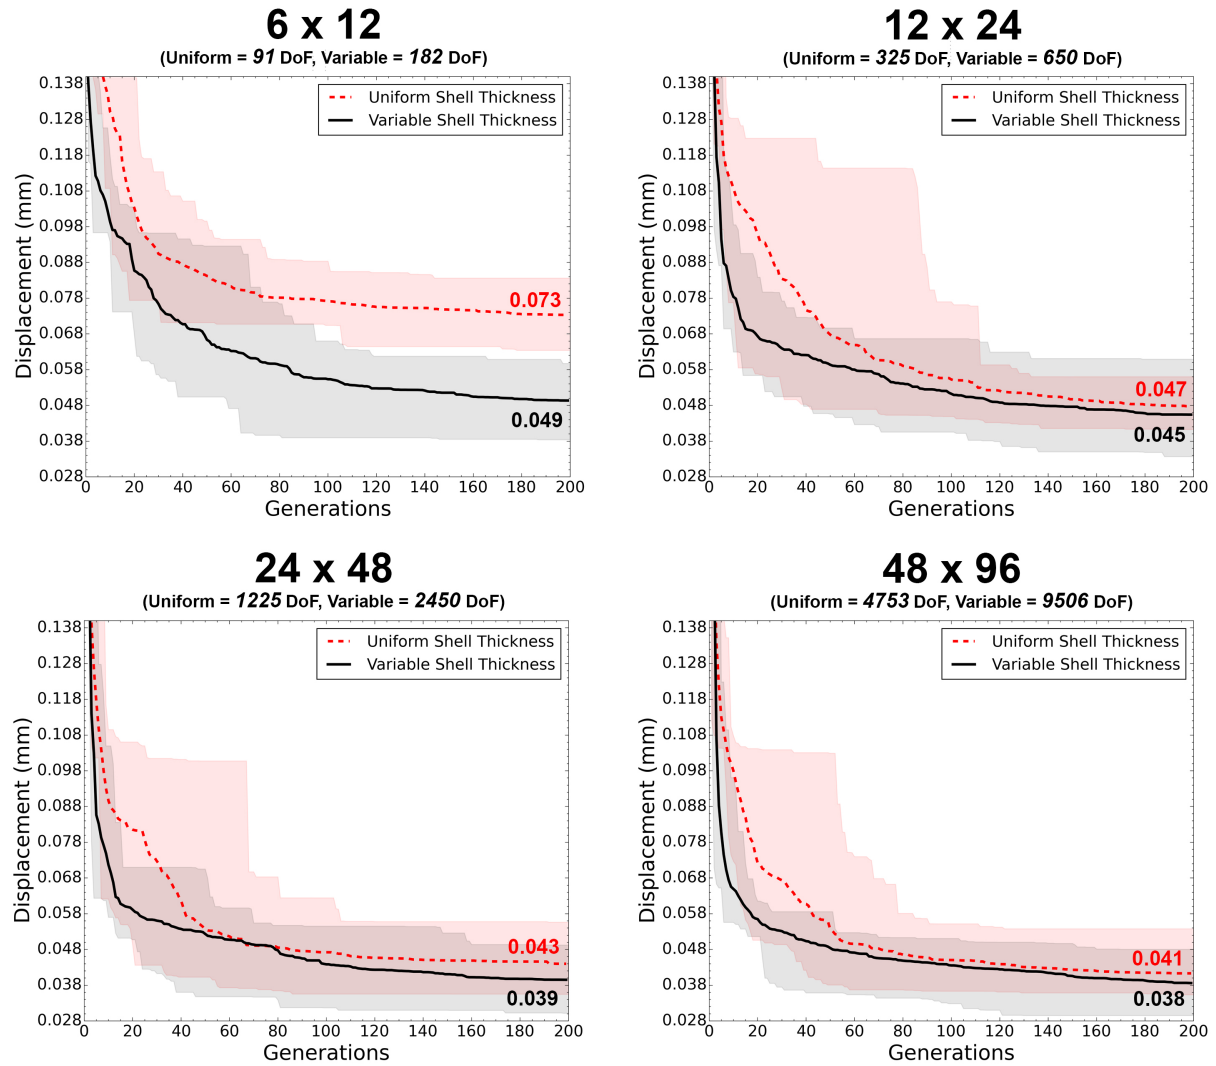 6 x 12
(Uniform = 91 DoF, Variable = 182 DoF)
0.138
0.128
0.118
0.108
0.098
0.088
0.078
0.068
0.058
0.048
0.038
0.028
Displacement (mm)
Uniform Shell Thickness
Variable Shell Thickness
0.073
0.049
0 20 40 60 80 100 120 140 160 180 200
Generations
12 x 24
(Uniform = 325 DoF, Variable = 650 DoF)
0.138
0.128
0.118
0.108
0.098
0.088
0.078
0.068
0.058
0.048
0.038
0.028
Displacement (mm)
Uniform Shell Thickness
Variable Shell Thickness
0.047
0.045
0 20 40 60 80 100 120 140 160 180 200
Generations
24 x 48
(Uniform = 1225 DoF, Variable = 2450 DoF)
0.138
0.128
0.118
0.108
0.098
0.088
0.078
0.068
0.058
0.048
0.038
0.028
Displacement (mm)
Uniform Shell Thickness
Variable Shell Thickness
0.043
0.039
0 20 40 60 80 100 120 140 160 180 200
Generations
48 x 96
(Uniform = 4753 DoF, Variable = 9506 DoF)
0.138
0.128
0.118
0.108
0.098
0.088
0.078
0.068
0.058
0.048
0.038
0.028
Displacement (mm)
Uniform Shell Thickness
Variable Shell Thickness
0.041
0.038
0 20 40 60 80 100 120 140 160 180 200
Generations